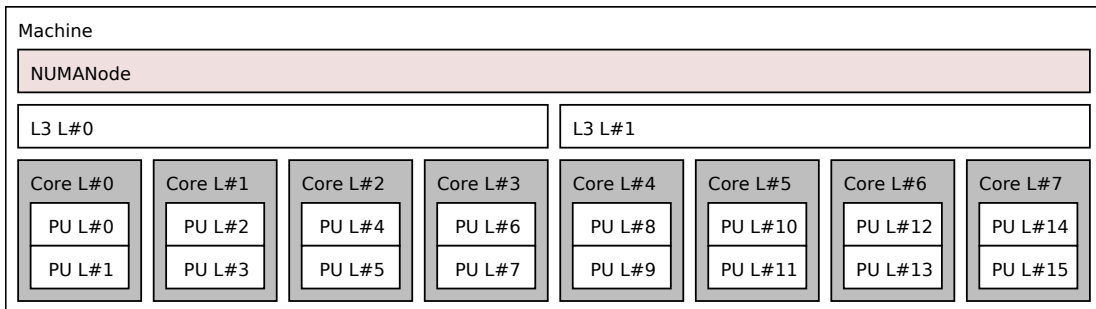 Machine
NUMANode
L3 L#0 L3 L#1
Core L#0 Core L#1 Core L#2 Core L#3 Core L#4 Core L#5 Core L#6 Core L#7
PU L#0 PU L#2 PU L#4 PU L#6 PU L#8 PU L#10 PU L#12 PU L#14
PU L#1 PU L#3 PU L#5 PU L#7 PU L#9 PU L#11 PU L#13 PU L#15